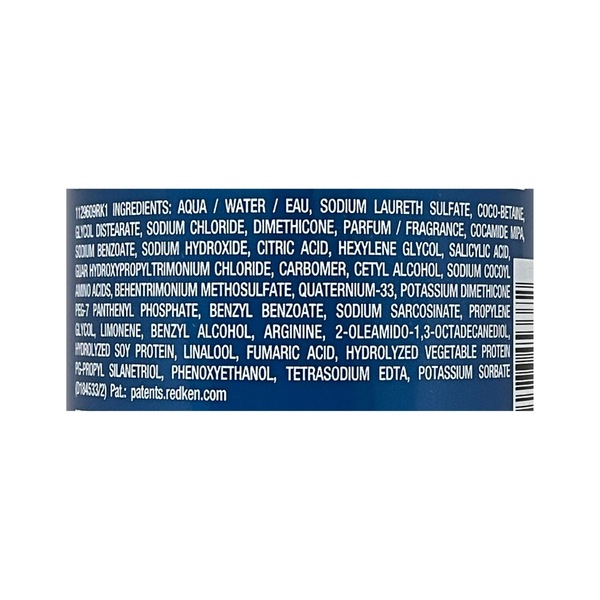 1129609RK1 INGREDIENTS: AQUA / WATER / EAU, SODIUM LAURETH SULFATE, COCO-BETAINE,
GLYCOL DISTEARATE, SODIUM CHLORIDE, DIMETHICONE, PARFUM / FRAGRANCE, COCAMIDE MIPA,
SODIUM BENZOATE, SODIUM HYDROXIDE, CITRIC ACID, HEXYLENE GLYCOL, SALICYLIC ACID,
GUAR HYDROXYPROPYLTRIMONIUM CHLORIDE, CARBOMER, CETYL ALCOHOL, SODIUM COCOYL
AMINO ACIDS, BEHENTRIMONIUM METHOSULFATE, QUATERNIUM-33, POTASSIUM DIMETHICONE
PEG-7 PANTHENYL PHOSPHATE, BENZYL BENZOATE, SODIUM SARCOSINATE, PROPYLENE
GLYCOL, LIMONENE, BENZYL ALCOHOL, ARGININE, 2-OLEAMIDO-1,3-OCTADECANEDIOL,
HYDROLYZED SOY PROTEIN, LINALOOL, FUMARIC ACID, HYDROLYZED VEGETABLE PROTEIN
PG-PROPYL SILANETRIOL, PHENOXYETHANOL, TETRASODIUM EDTA, POTASSIUM SORBATE
(D184533/2) Pat.: patents.redken.com